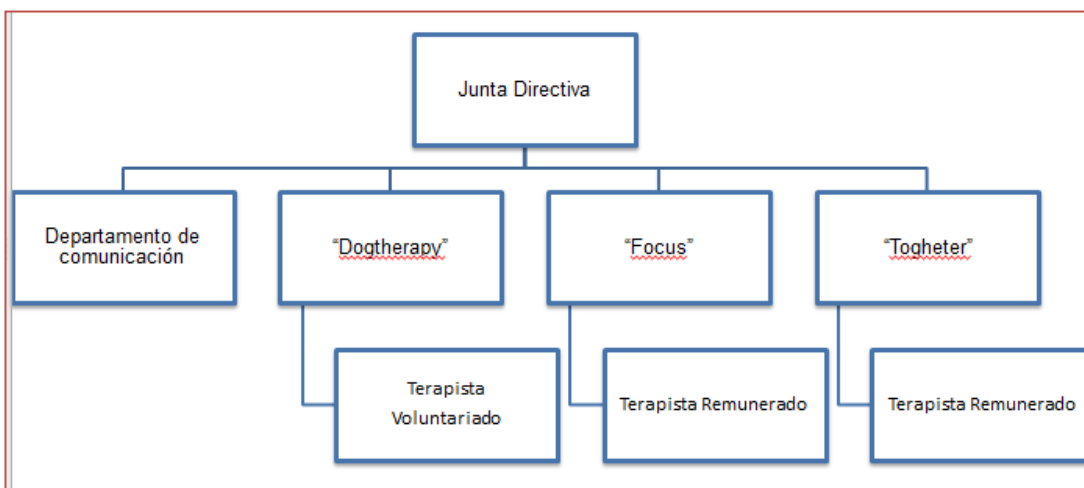 Junta Directiva
Departamento de
comunicación
“Dogtherapy”
“Focus”
“Togheter”
Terapista
Voluntariado
Terapista Remunerado
Terapista Remunerado